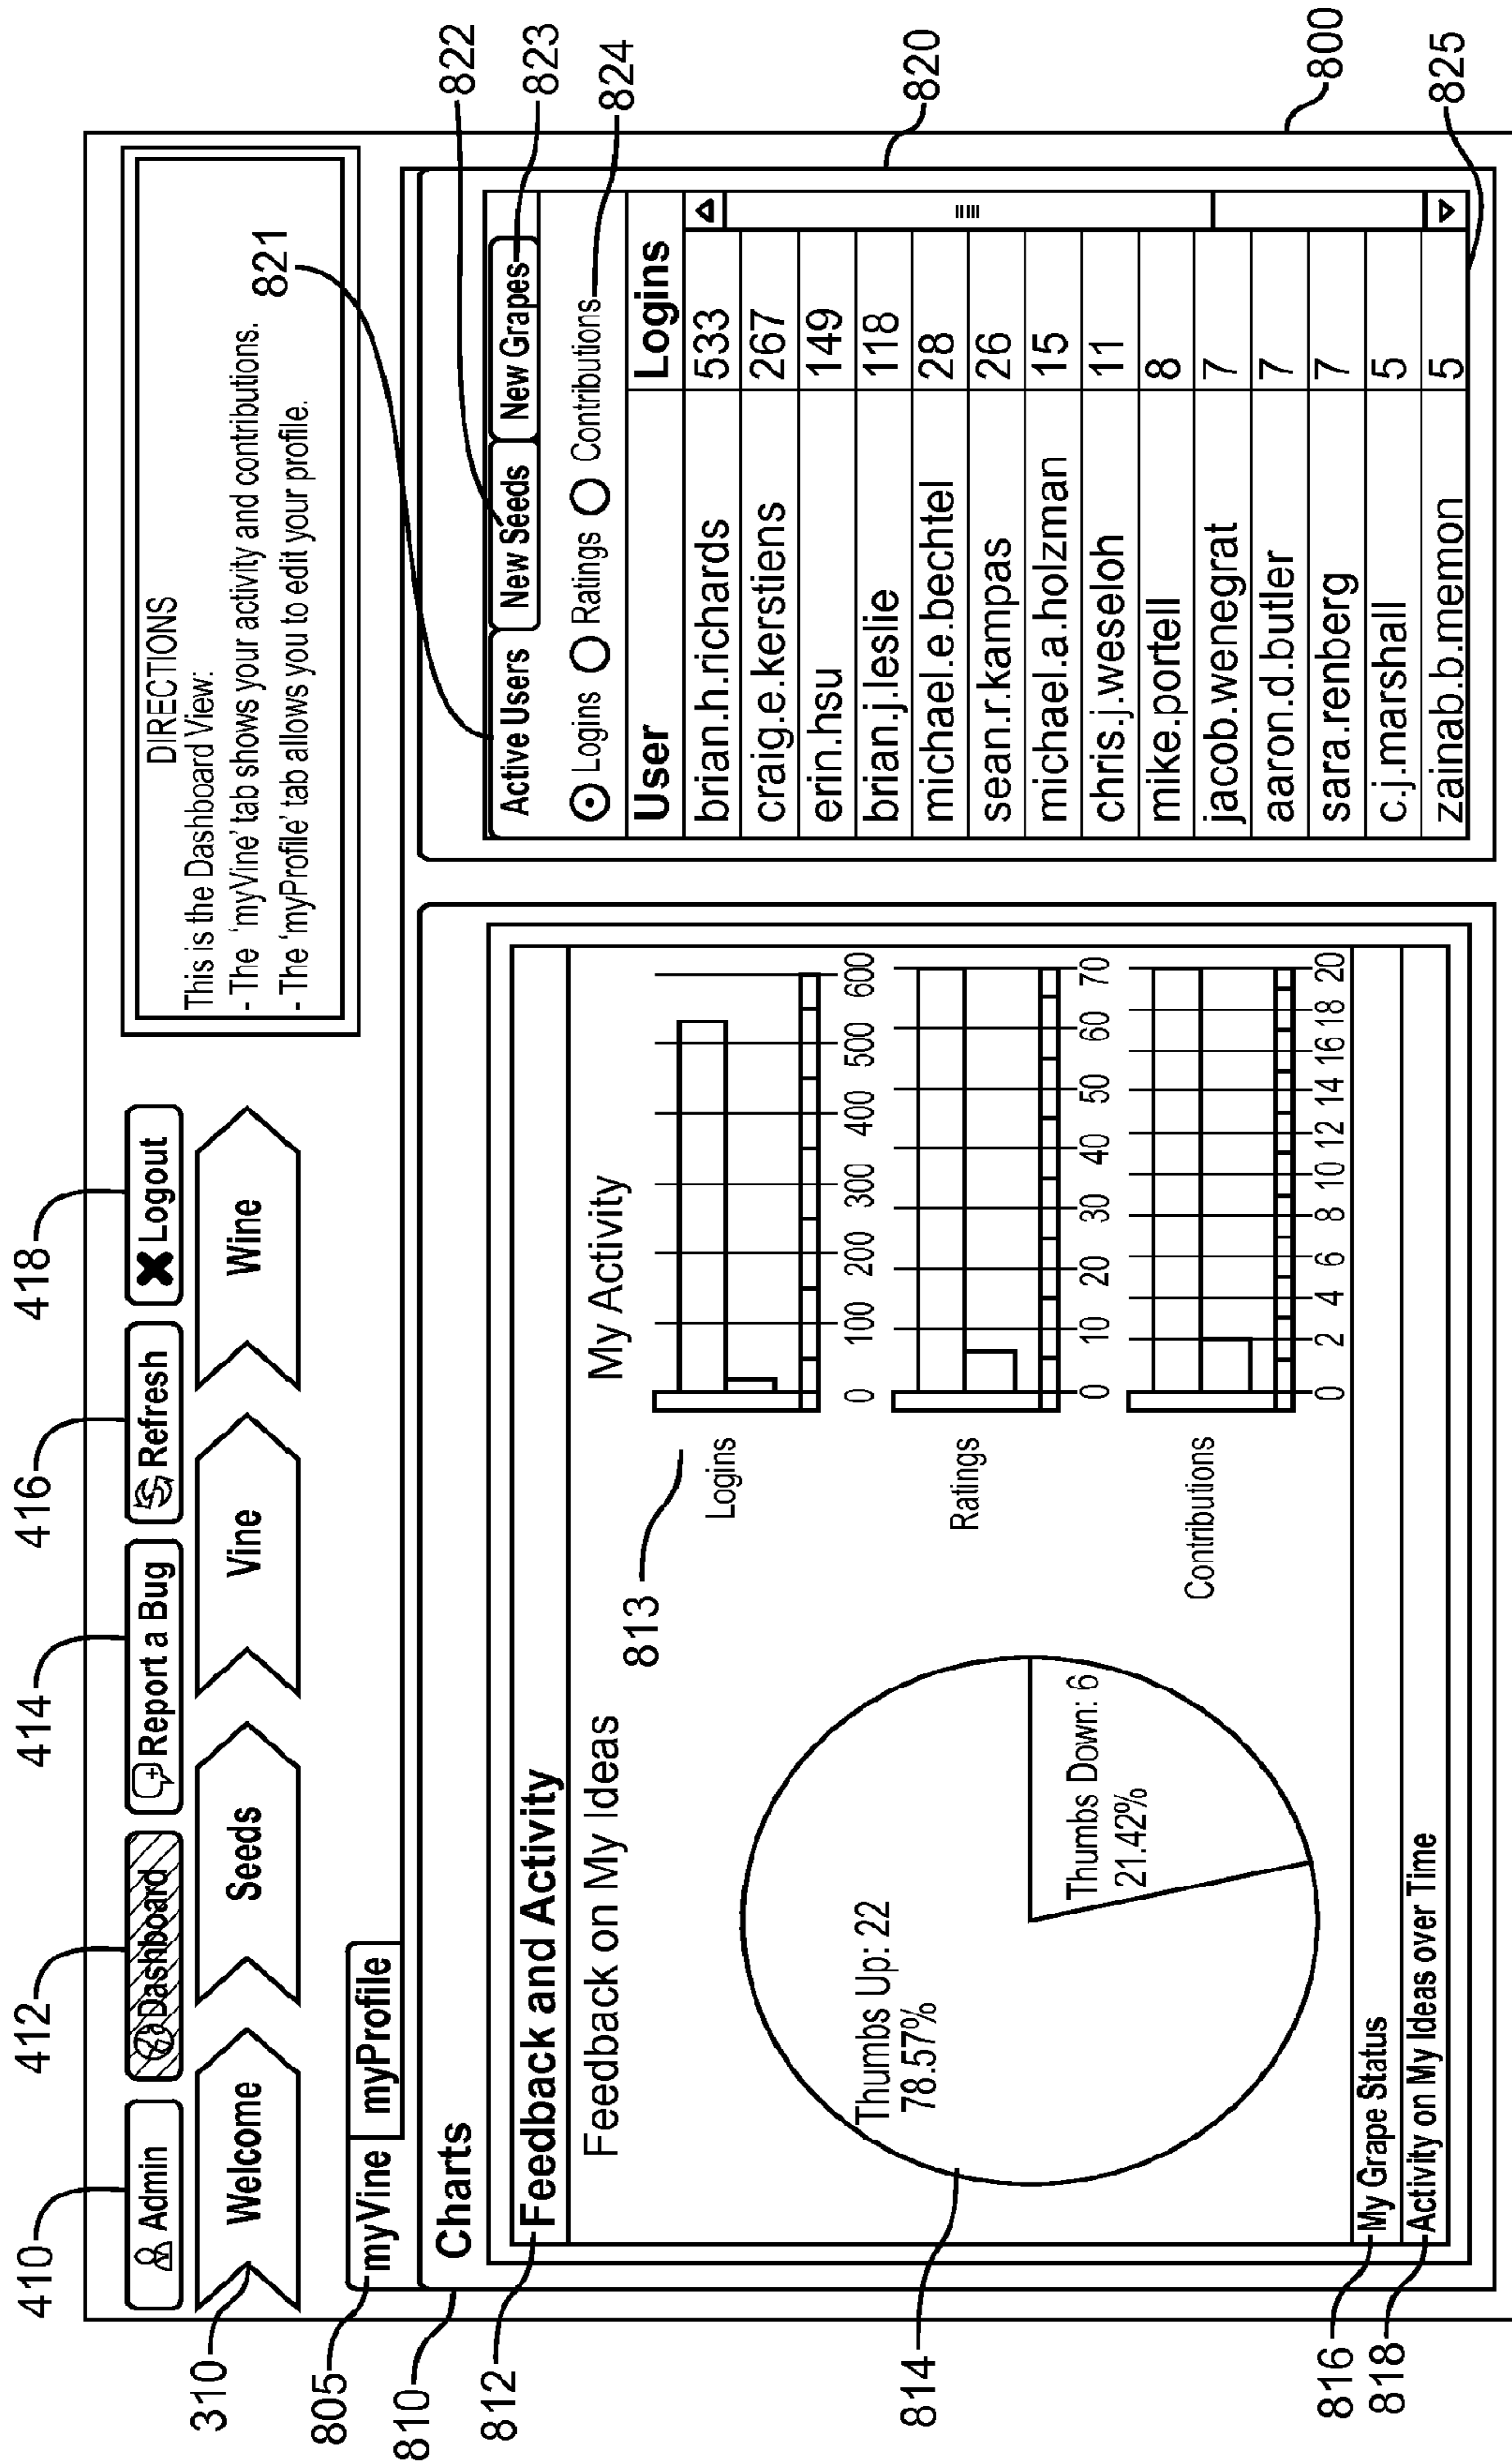 410 412 414 416 418
Admin Dashboard Report a Bug Refresh Logout
310 Welcome Seeds Vine Wine
DIRECTIONS
This is the Dashboard View.
- The 'myVine' tab shows your activity and contributions.
- The 'myProfile' tab allows you to edit your profile.
821
805 myVine myProfile
810
Charts
812 Feedback and Activity
Feedback on My Ideas
814
Thumbs Up: 22
78.57%
Thumbs Down: 6
21.42%
My Activity
813
Logins
0 100 200 300 400 500 600
Ratings
0 10 20 30 40 50 60 70
Contributions
0 2 4 6 8 10 12 14 16 18 20
816 My Grape Status
818 Activity on My Ideas over Time
822
823
824
Active Users New Seeds New Grapes
Logins Ratings Contributions
User Logins
brian.h.richards 533
craig.e.kerstiens 267
erin.hsu 149
brian.j.leslie 118
michael.e.bechtel 28
sean.r.kampas 26
michael.a.holzman 15
chris.j.weseloh 11
mike.portell 8
jacob.wenegrat 7
aaron.d.butler 7
sara.renberg 7
c.j.marshall 5
zainab.b.memon 5
820
800
825